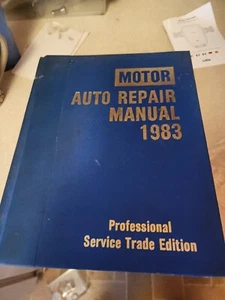 MOTOR
AUTO REPAIR
MANUAL
1983
Professional
Service Trade Edition